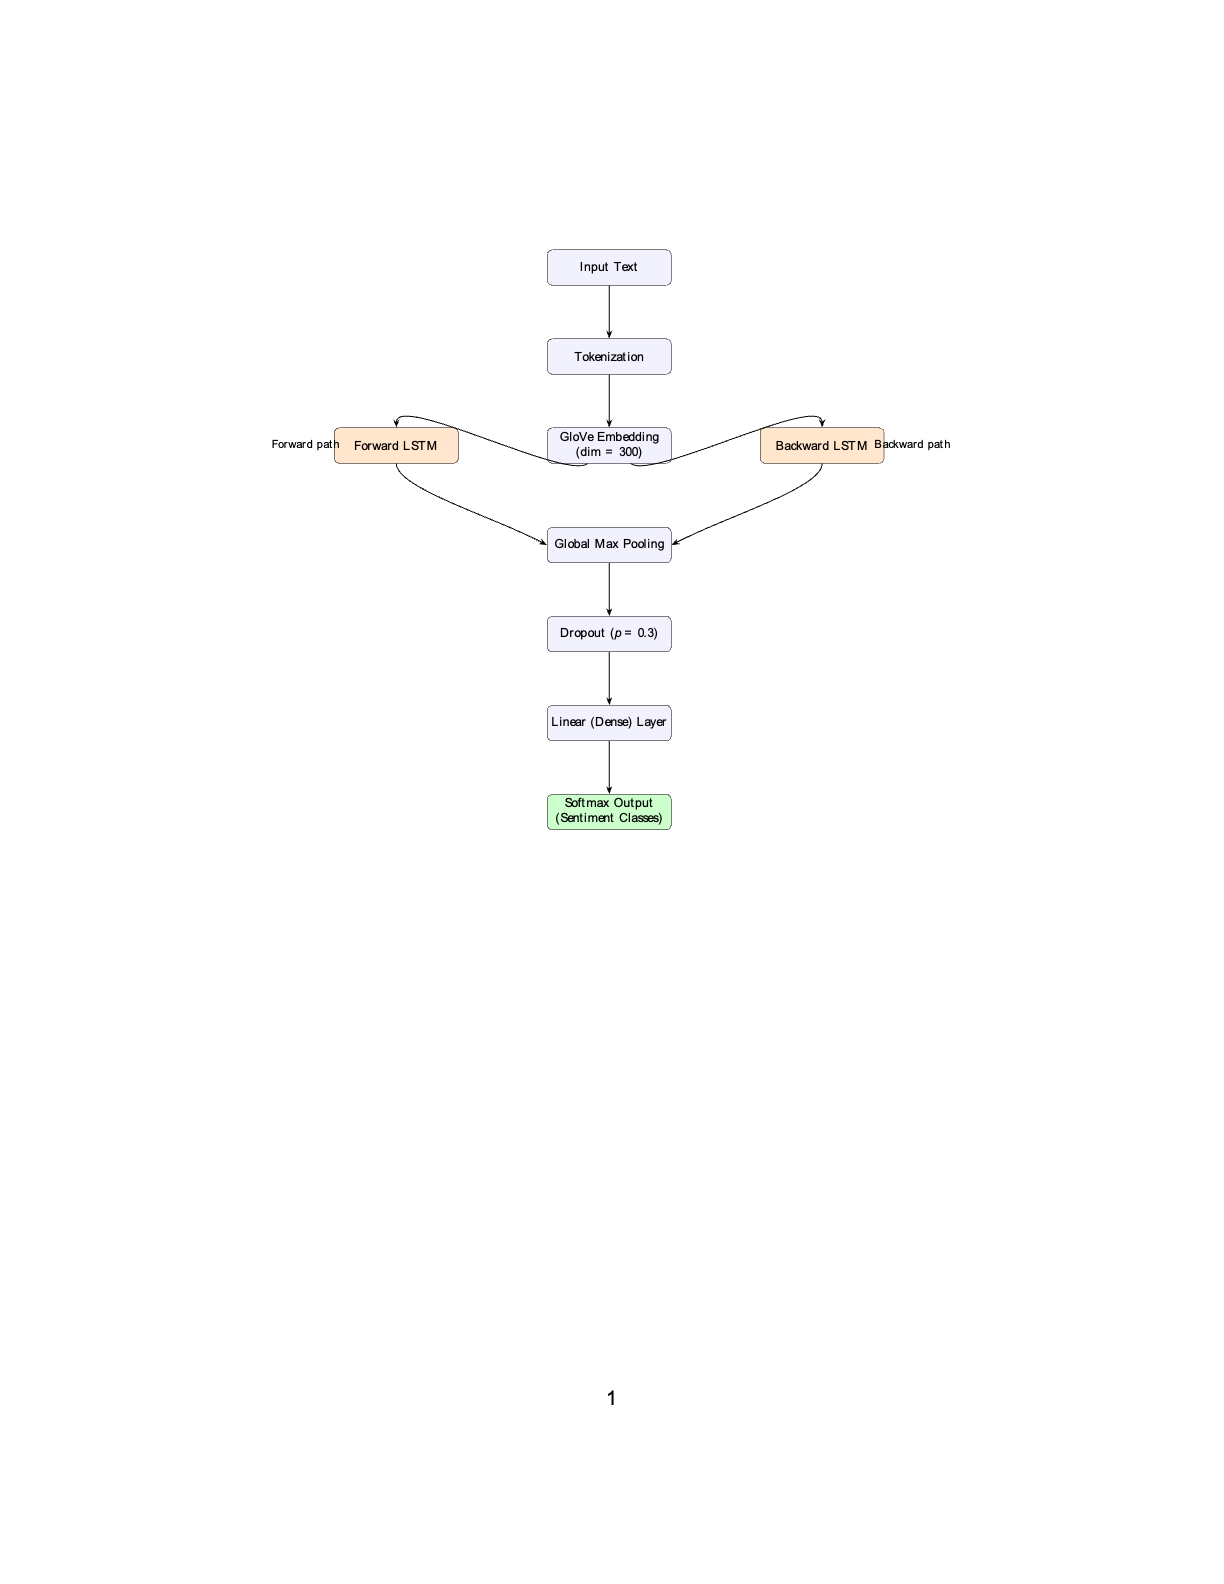 Input Text
Tokenization
Forward path
Forward LSTM
GloVe Embedding
(dim = 300)
Backward LSTM
Backward path
Global Max Pooling
Dropout (p = 0.3)
Linear (Dense) Layer
Softmax Output
(Sentiment Classes)
1